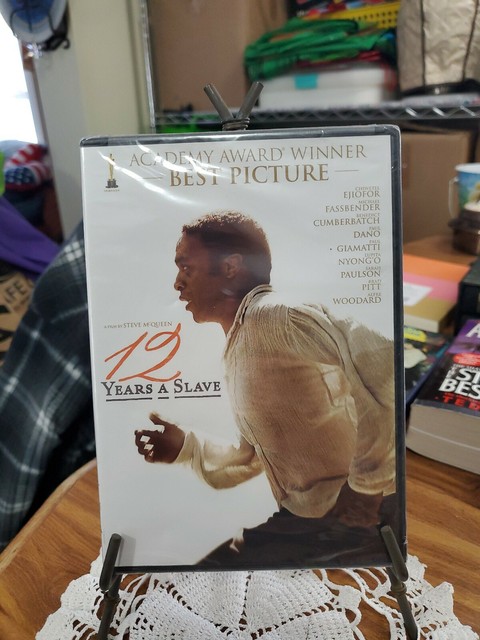 ACADEMY AWARD® WINNER
BEST PICTURE
CHIWETEL
EJIOFOR
MICHAEL
FASSBENDER
BENEDICT
CUMBERBATCH
PAUL
DANO
PAUL
GIAMATTI
LUPITA
NYONG'O
SARAH
PAULSON
BRAD
PITT
ALFRE
WOODARD
A FILM BY STEVE McQUEEN
12
YEARS A SLAVE